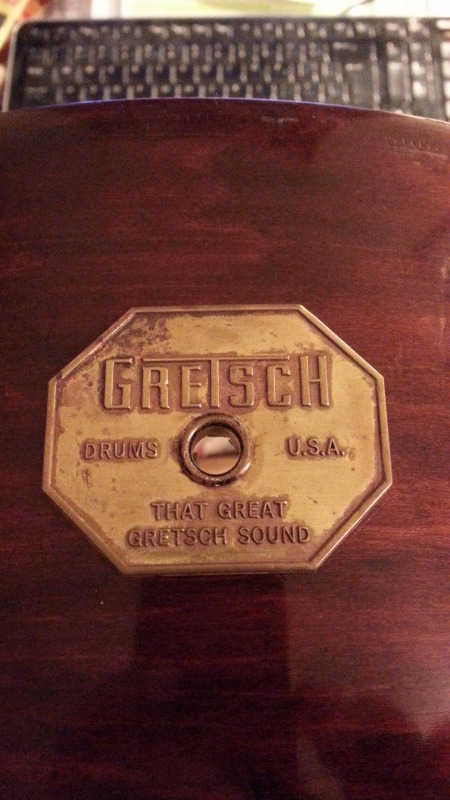 GRETSCH
DRUMS U.S.A.
THAT GREAT
GRETSCH SOUND